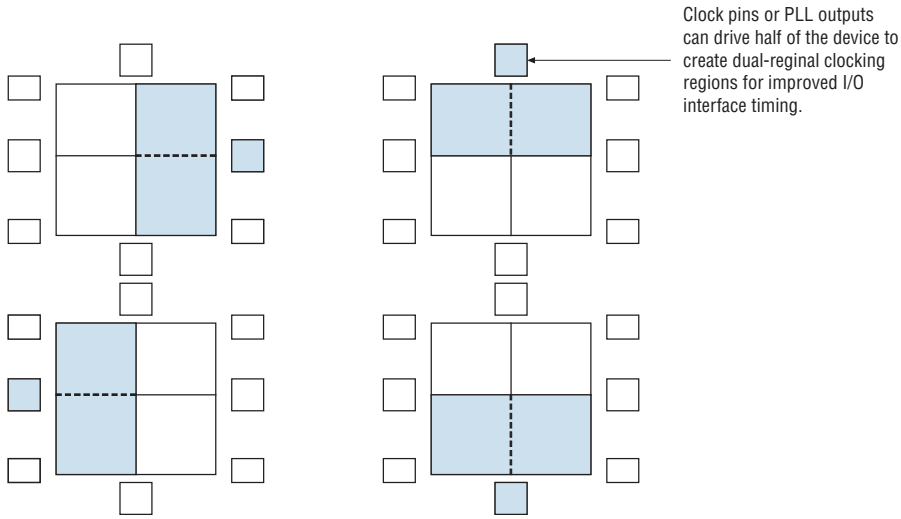 Clock pins or PLL outputs
can drive half of the device to
create dual-reginal clocking
regions for improved I/O
interface timing.